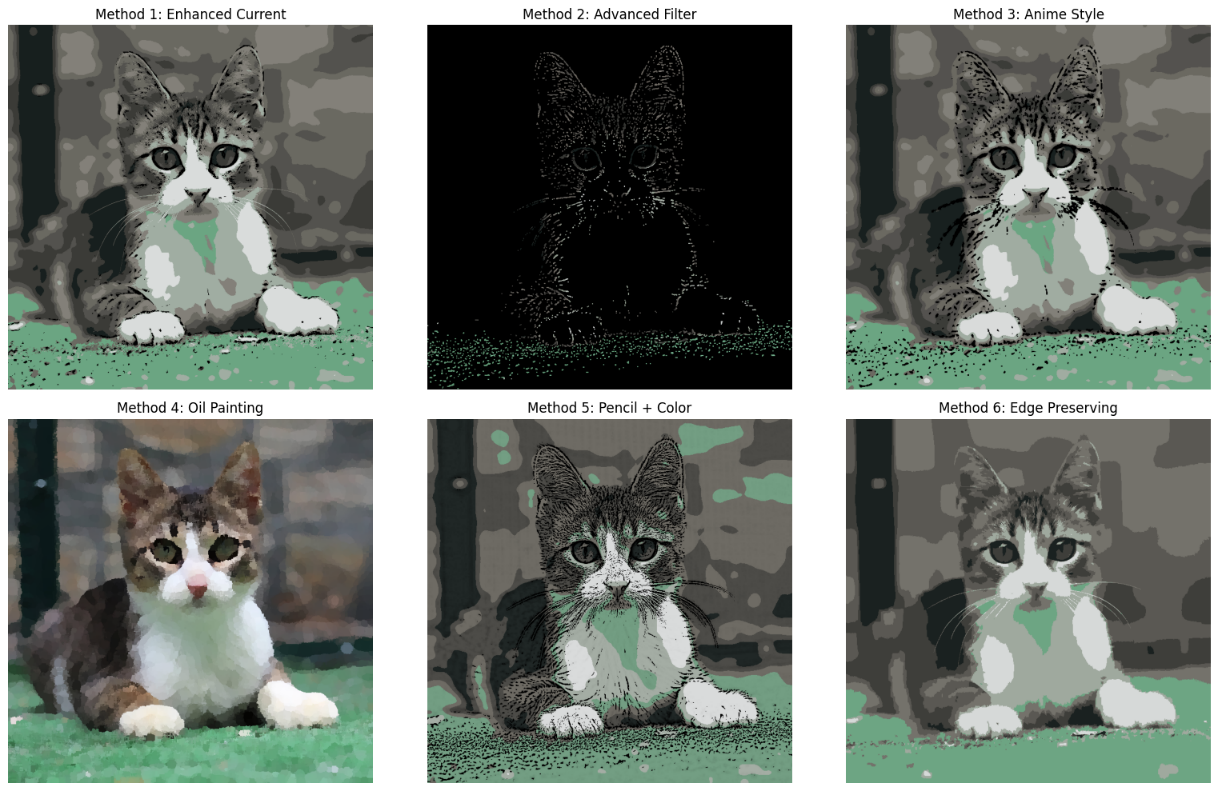 Method 1: Enhanced Current
Method 2: Advanced Filter
Method 3: Anime Style
Method 4: Oil Painting
Method 5: Pencil + Color
Method 6: Edge Preserving